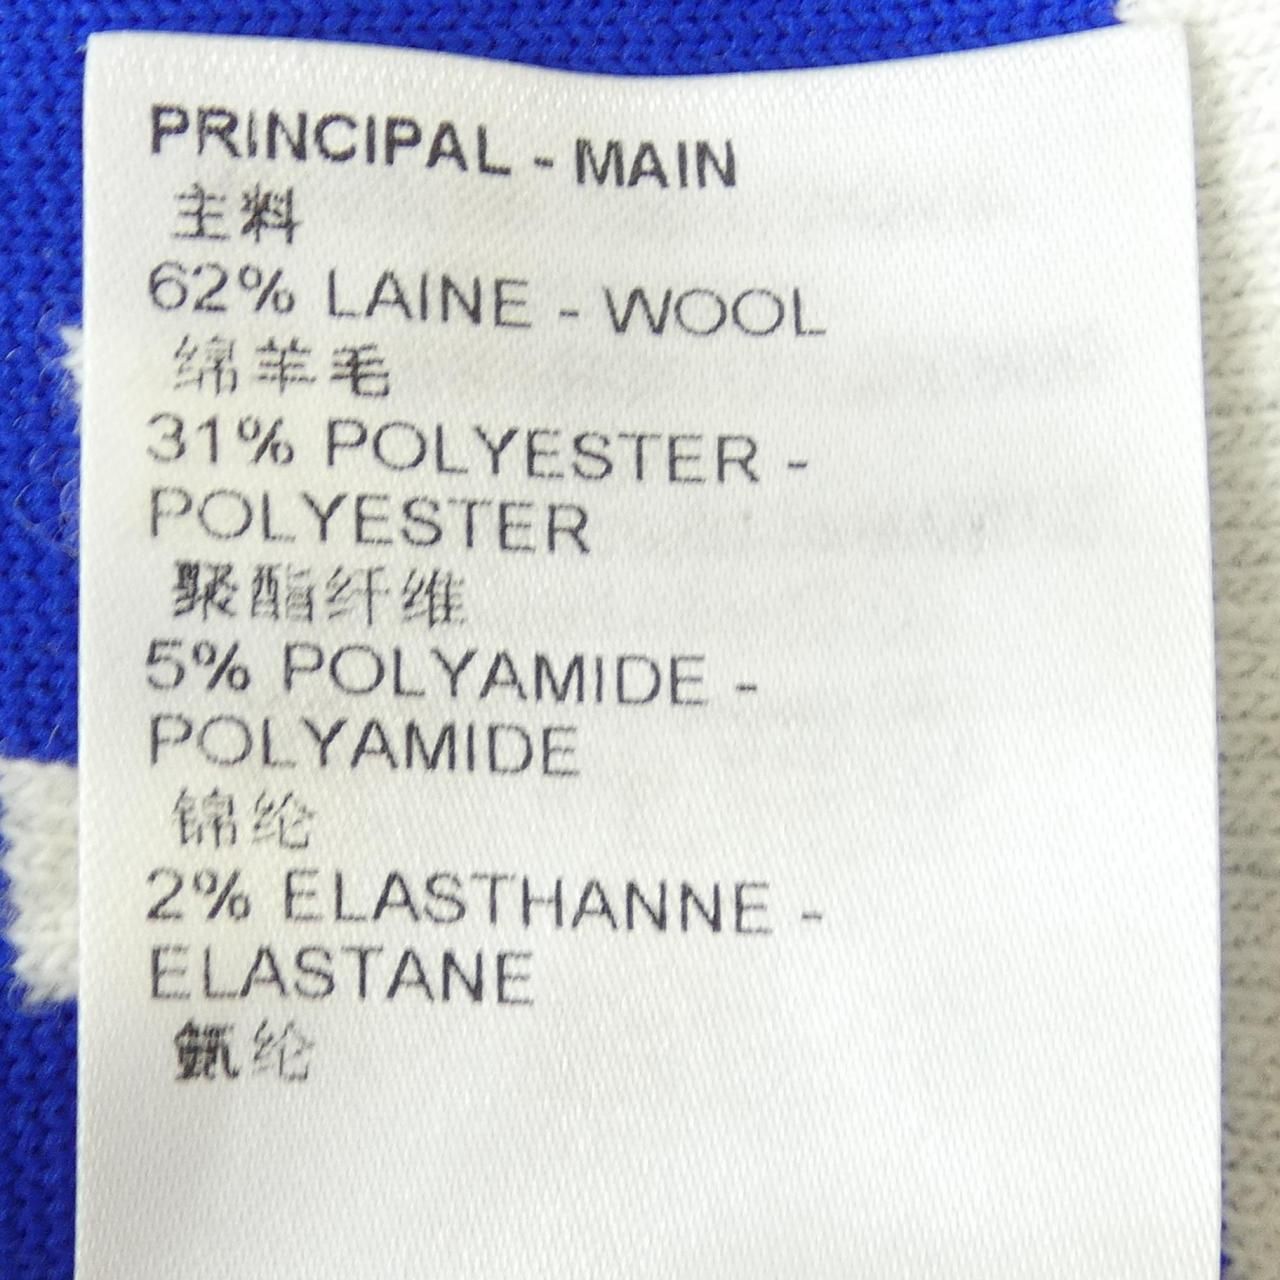 PRINCIPAL - MAIN
主料
62% LAINE - WOOL
绵羊毛
31% POLYESTER -
POLYESTER
聚酯纤维
5% POLYAMIDE -
POLYAMIDE
锦纶
2% ELASTHANNE -
ELASTANE
氨纶